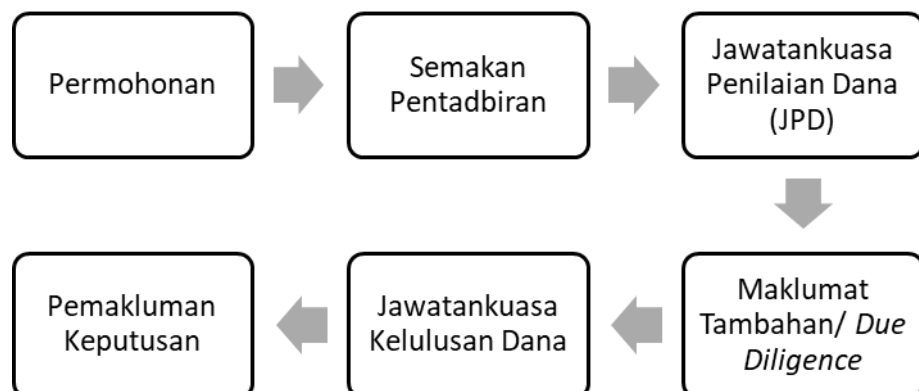 Permohonan
Semakan
Pentadbiran
Jawatankuasa
Penilaian Dana
(JPD)
Maklumat
Tambahan/ Due
Diligence
Jawatankuasa
Kelulusan Dana
Pemakluman
Keputusan